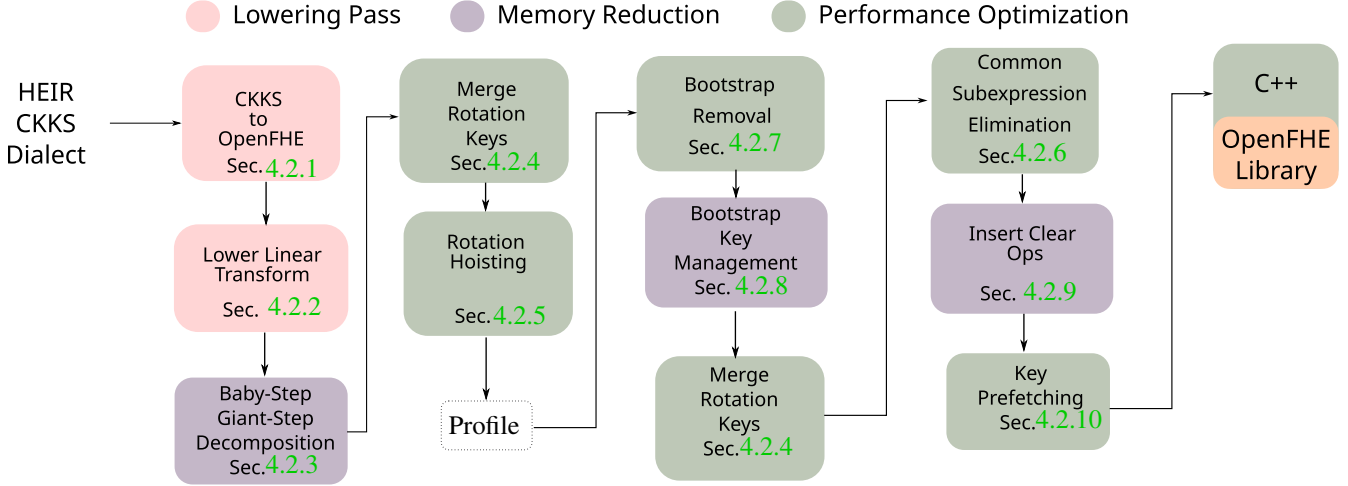 Lowering Pass
Memory Reduction
Performance Optimization
HEIR
CKKS
Dialect
CKKS
to
OpenFHE
Sec. 4.2.1
Lower Linear
Transform
Sec. 4.2.2
Baby-Step
Giant-Step
Decomposition
Sec. 4.2.3
Merge
Rotation
Keys
Sec. 4.2.4
Rotation
Hoisting
Sec. 4.2.5
Profile
Bootstrap
Removal
Sec. 4.2.7
Bootstrap
Key
Management
Sec. 4.2.8
Merge
Rotation
Keys
Sec. 4.2.4
Common
Subexpression
Elimination
Sec. 4.2.6
Insert Clear
Ops
Sec. 4.2.9
Key
Prefetching
Sec. 4.2.10
C++
OpenFHE
Library